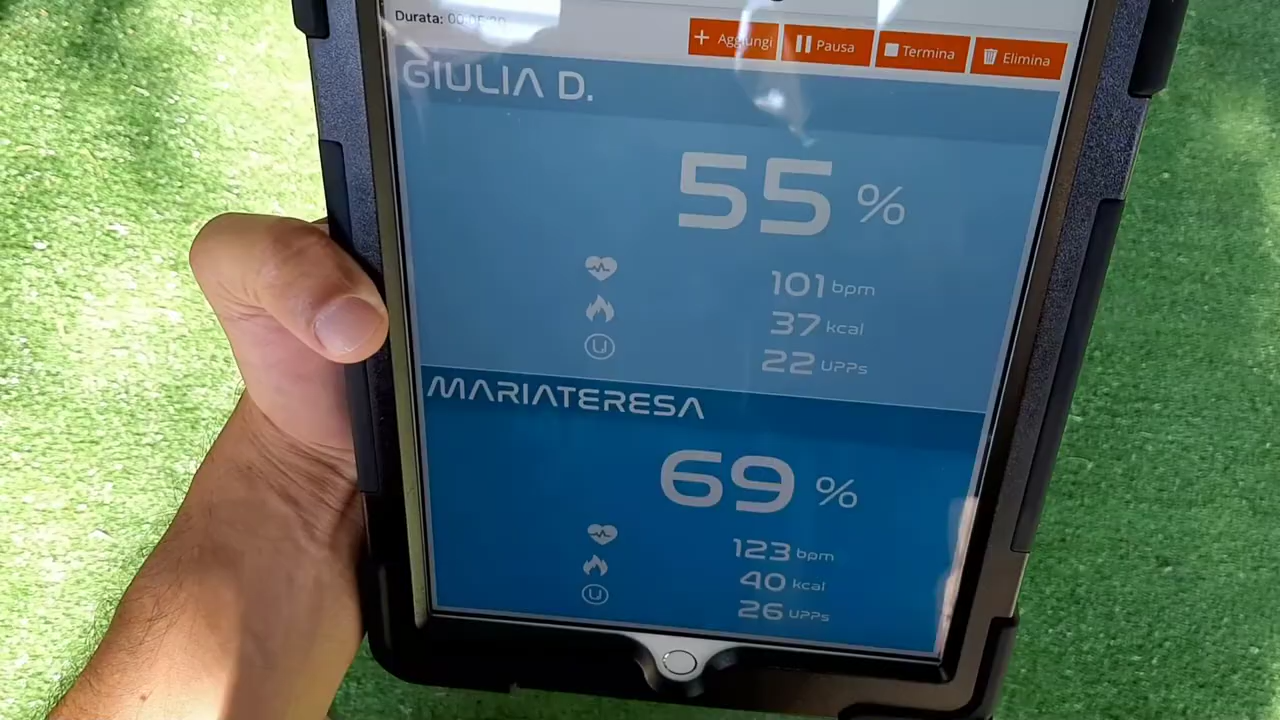 Durata:
+ Aggiungi Pausa Termina Elimina
GIULIA D.
55 %
101 bpm
37 kcal
22 UPPs
MARIATERESA
69 %
123 bpm
40 kcal
26 UPPs